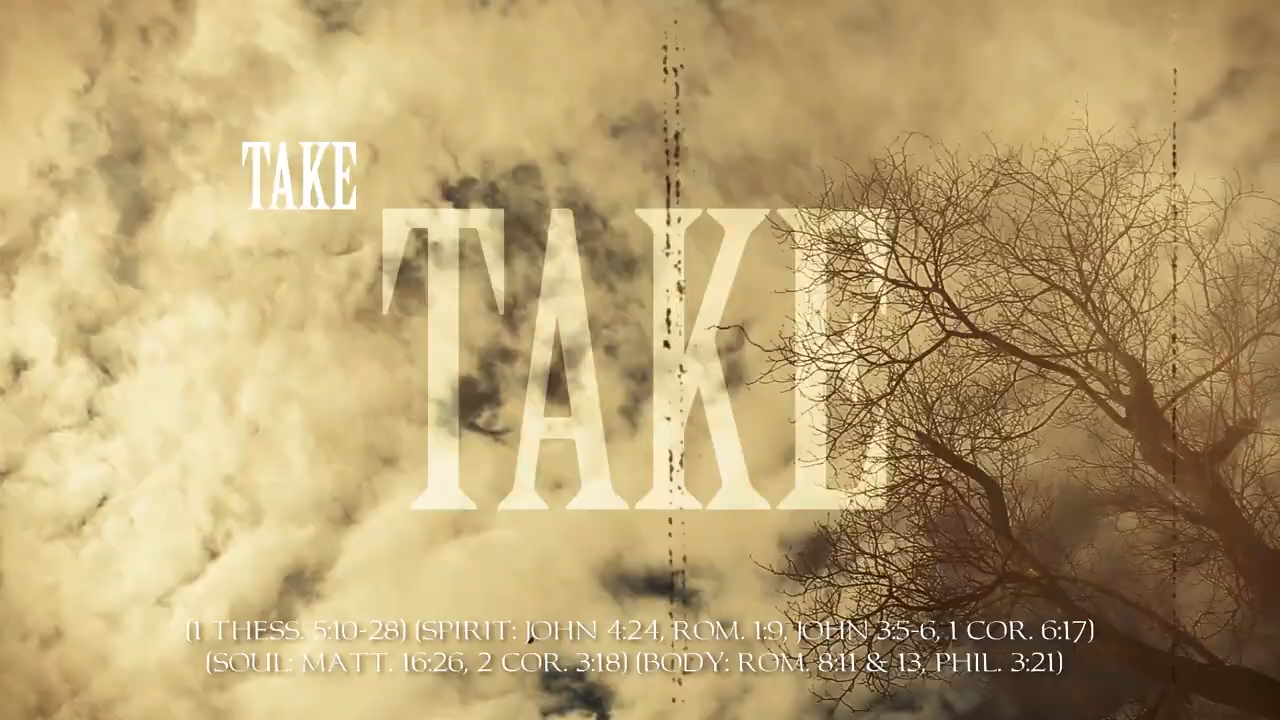 TAKE
TAKE
(1 THESS. 5:10-28) (SPIRIT: JOHN 4:24, ROM. 1:9, JOHN 3:5-6, 1 COR. 6:17)
(SOUL: MATT. 16:26, 2 COR. 3:18) (BODY: ROM. 8:11 & 13, PHIL. 3:21)